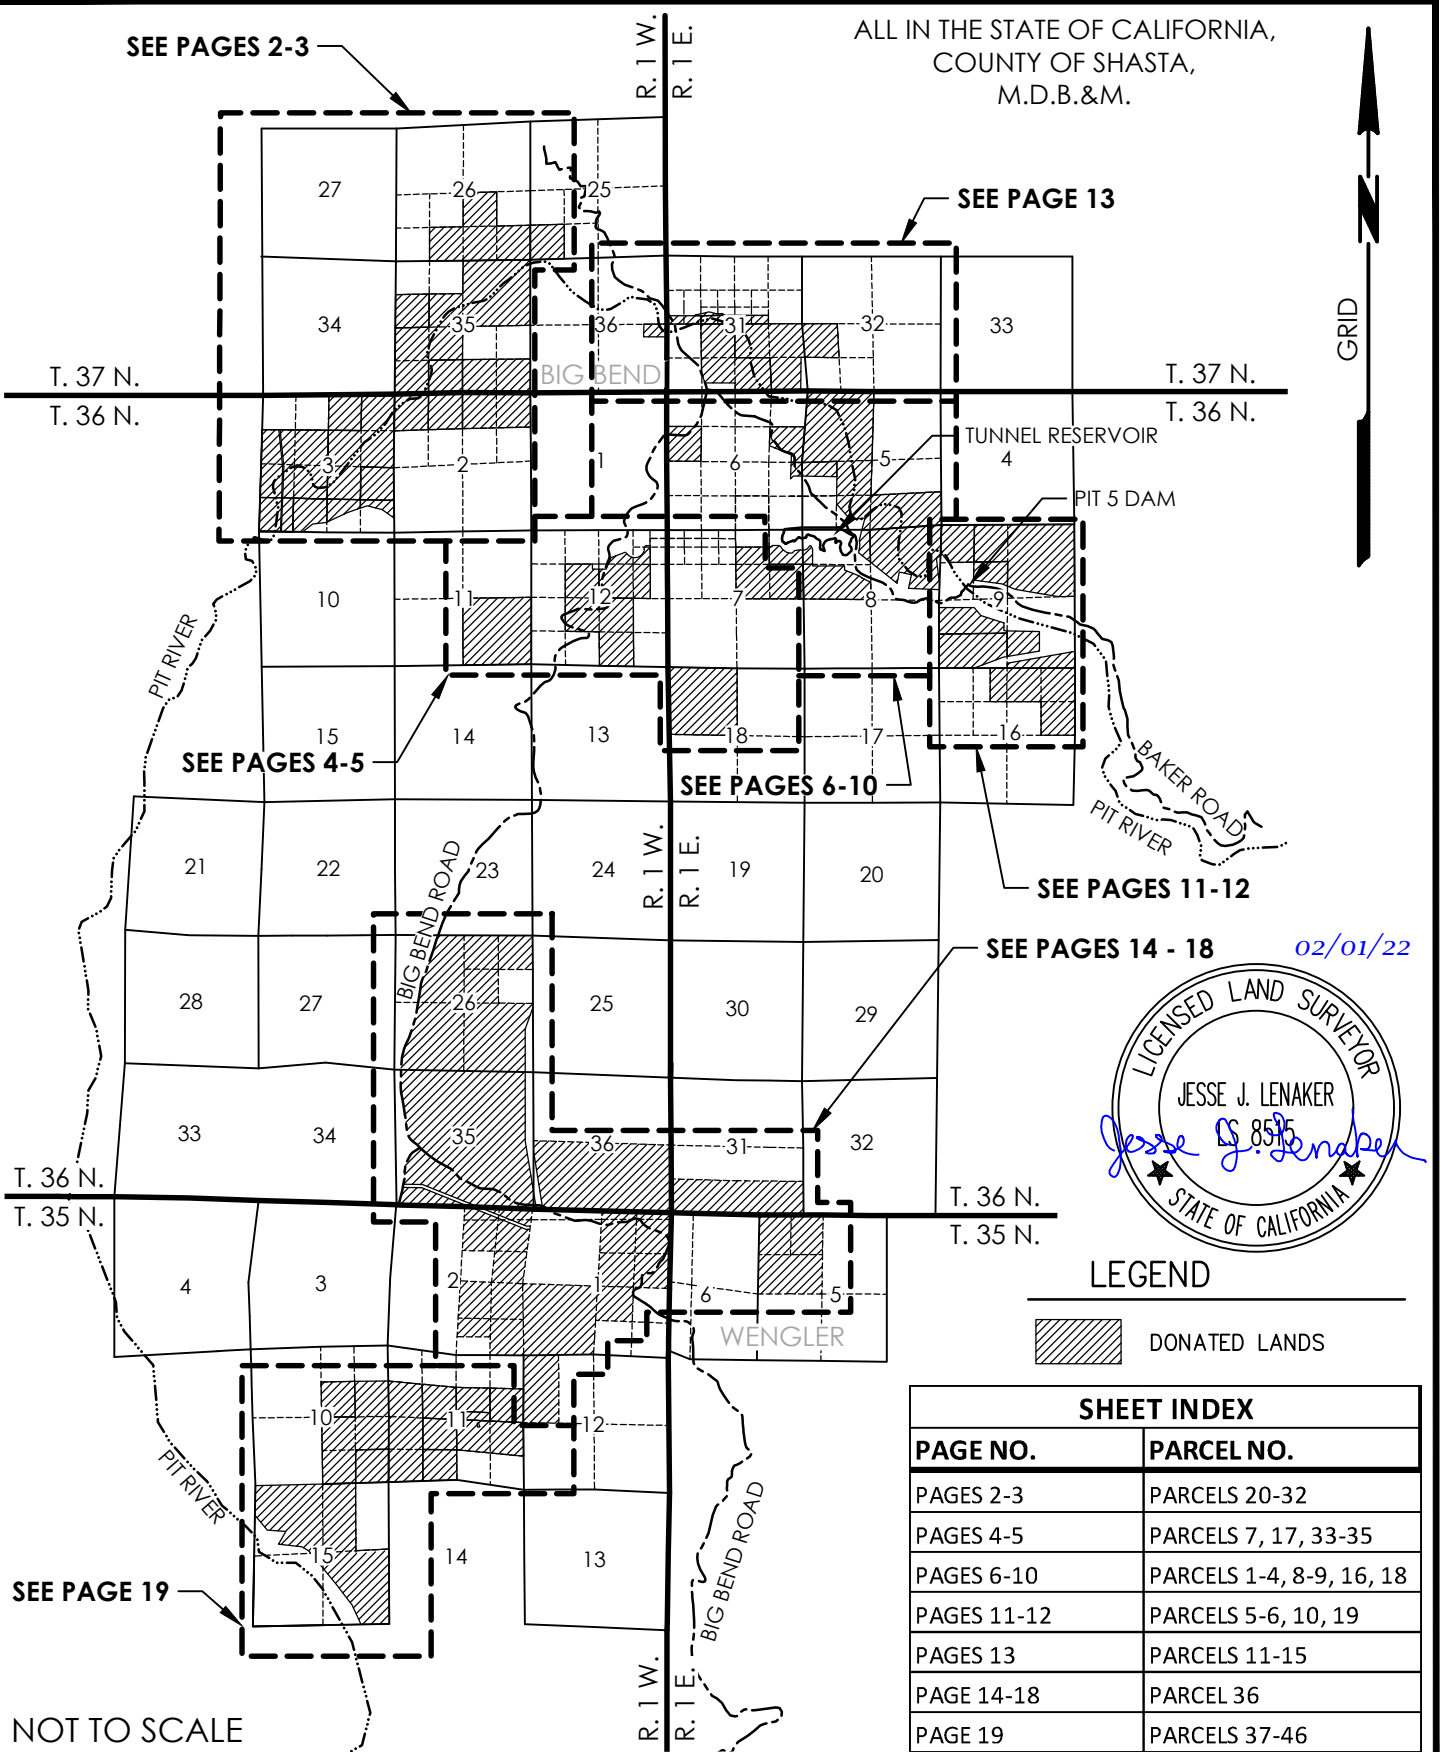 ALL IN THE STATE OF CALIFORNIA,
COUNTY OF SHASTA,
M.D.B.&M.
R. 1 W.
R. 1 E.
SEE PAGES 2-3
SEE PAGE 13
N
GRID
27
26
25
34
35
36
31
32
33
BIG BEND
T. 37 N.
T. 36 N.
T. 37 N.
T. 36 N.
3
2
1
6
5
4
TUNNEL RESERVOIR
PIT 5 DAM
10
11
12
7
8
9
PIT RIVER
15
14
13
18
17
16
SEE PAGES 4-5
SEE PAGES 6-10
BAKER ROAD
PIT RIVER
21
22
23
24
R. 1 W.
R. 1 E.
19
20
BIG BEND ROAD
SEE PAGES 11-12
SEE PAGES 14 - 18
02/01/22
28
27
26
25
30
29
LICENSED LAND SURVEYOR
JESSE J. LENAKER
LS 8515
Jesse J. Lenaker
STATE OF CALIFORNIA
33
34
35
36
31
32
T. 36 N.
T. 35 N.
T. 36 N.
T. 35 N.
4
3
2
1
6
5
WENGLER
LEGEND
DONATED LANDS
10
11
12
PIT RIVER
15
14
13
BIG BEND ROAD
SEE PAGE 19
R. 1 W.
R. 1 E.
NOT TO SCALE
SHEET INDEX
PAGE NO. PARCEL NO.
PAGES 2-3 PARCELS 20-32
PAGES 4-5 PARCELS 7, 17, 33-35
PAGES 6-10 PARCELS 1-4, 8-9, 16, 18
PAGES 11-12 PARCELS 5-6, 10, 19
PAGES 13 PARCELS 11-15
PAGE 14-18 PARCEL 36
PAGE 19 PARCELS 37-46